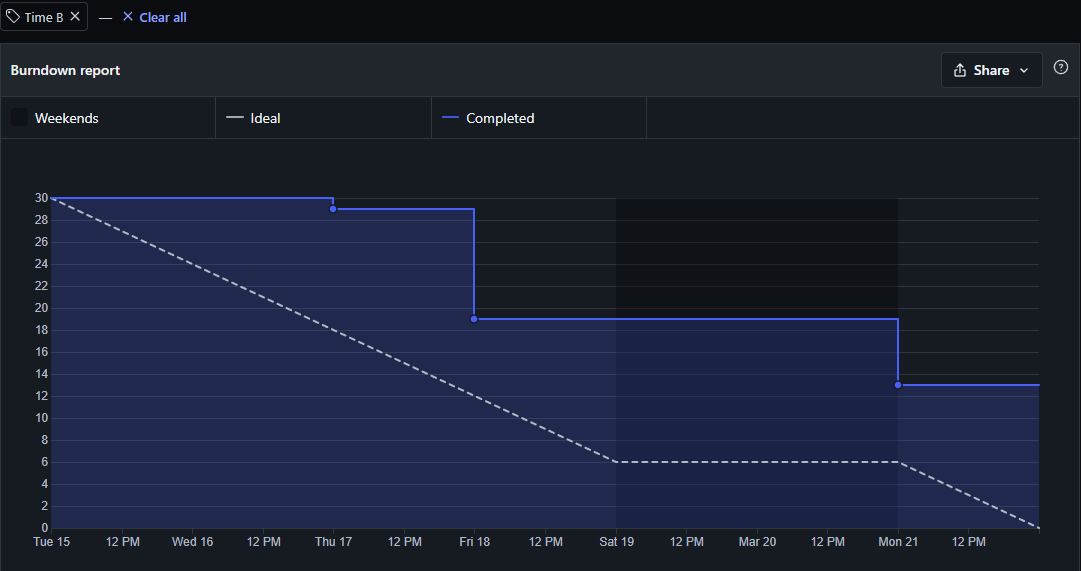 Time B — Clear all
Burndown report
Share
Weekends
Ideal
Completed
30
28
26
24
22
20
18
16
14
12
10
8
6
4
2
0
Tue 15 12 PM Wed 16 12 PM Thu 17 12 PM Fri 18 12 PM Sat 19 12 PM Mar 20 12 PM Mon 21 12 PM